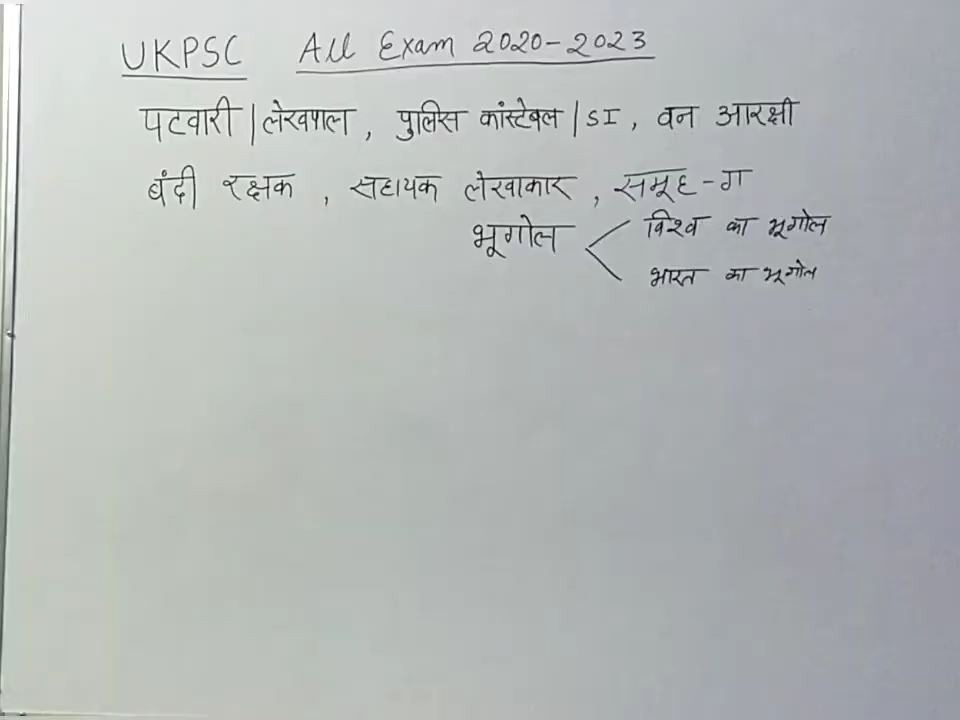 UKPSC All Exam 2020-2023
पटवारी | लेखपाल, पुलिस कांस्टेबल | SI, वन आरक्षी
बंदी रक्षक, सहायक लेखाकार, समूह-ग
भूगोल
विश्व का भूगोल
भारत का भूगोल